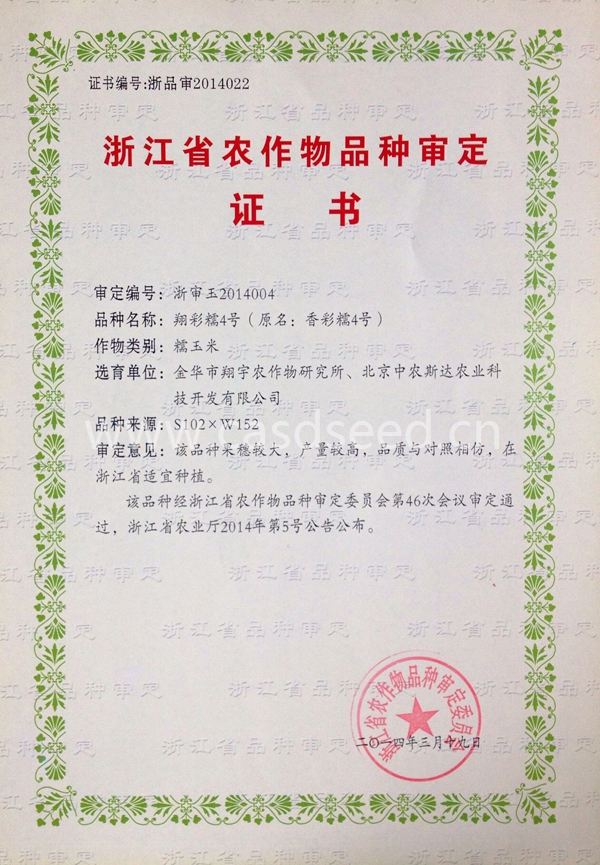 证书编号:浙品审2014022
浙江省农作物品种审定
证 书
审定编号：浙审玉2014004
品种名称：翔彩糯4号（原名：香彩糯4号）
作物类别：糯玉米
选育单位：金华市翔宇农作物研究所、北京中农斯达农业科
技开发有限公司
品种来源：S102×W152
审定意见：该品种果穗较大，产量较高，品质与对照相仿，在
浙江省适宜种植。
该品种经浙江省农作物品种审定委员会第46次会议审定通
过，浙江省农业厅2014年第5号公告公布。
浙江省农作物品种审定委员会
二〇一四年三月十九日